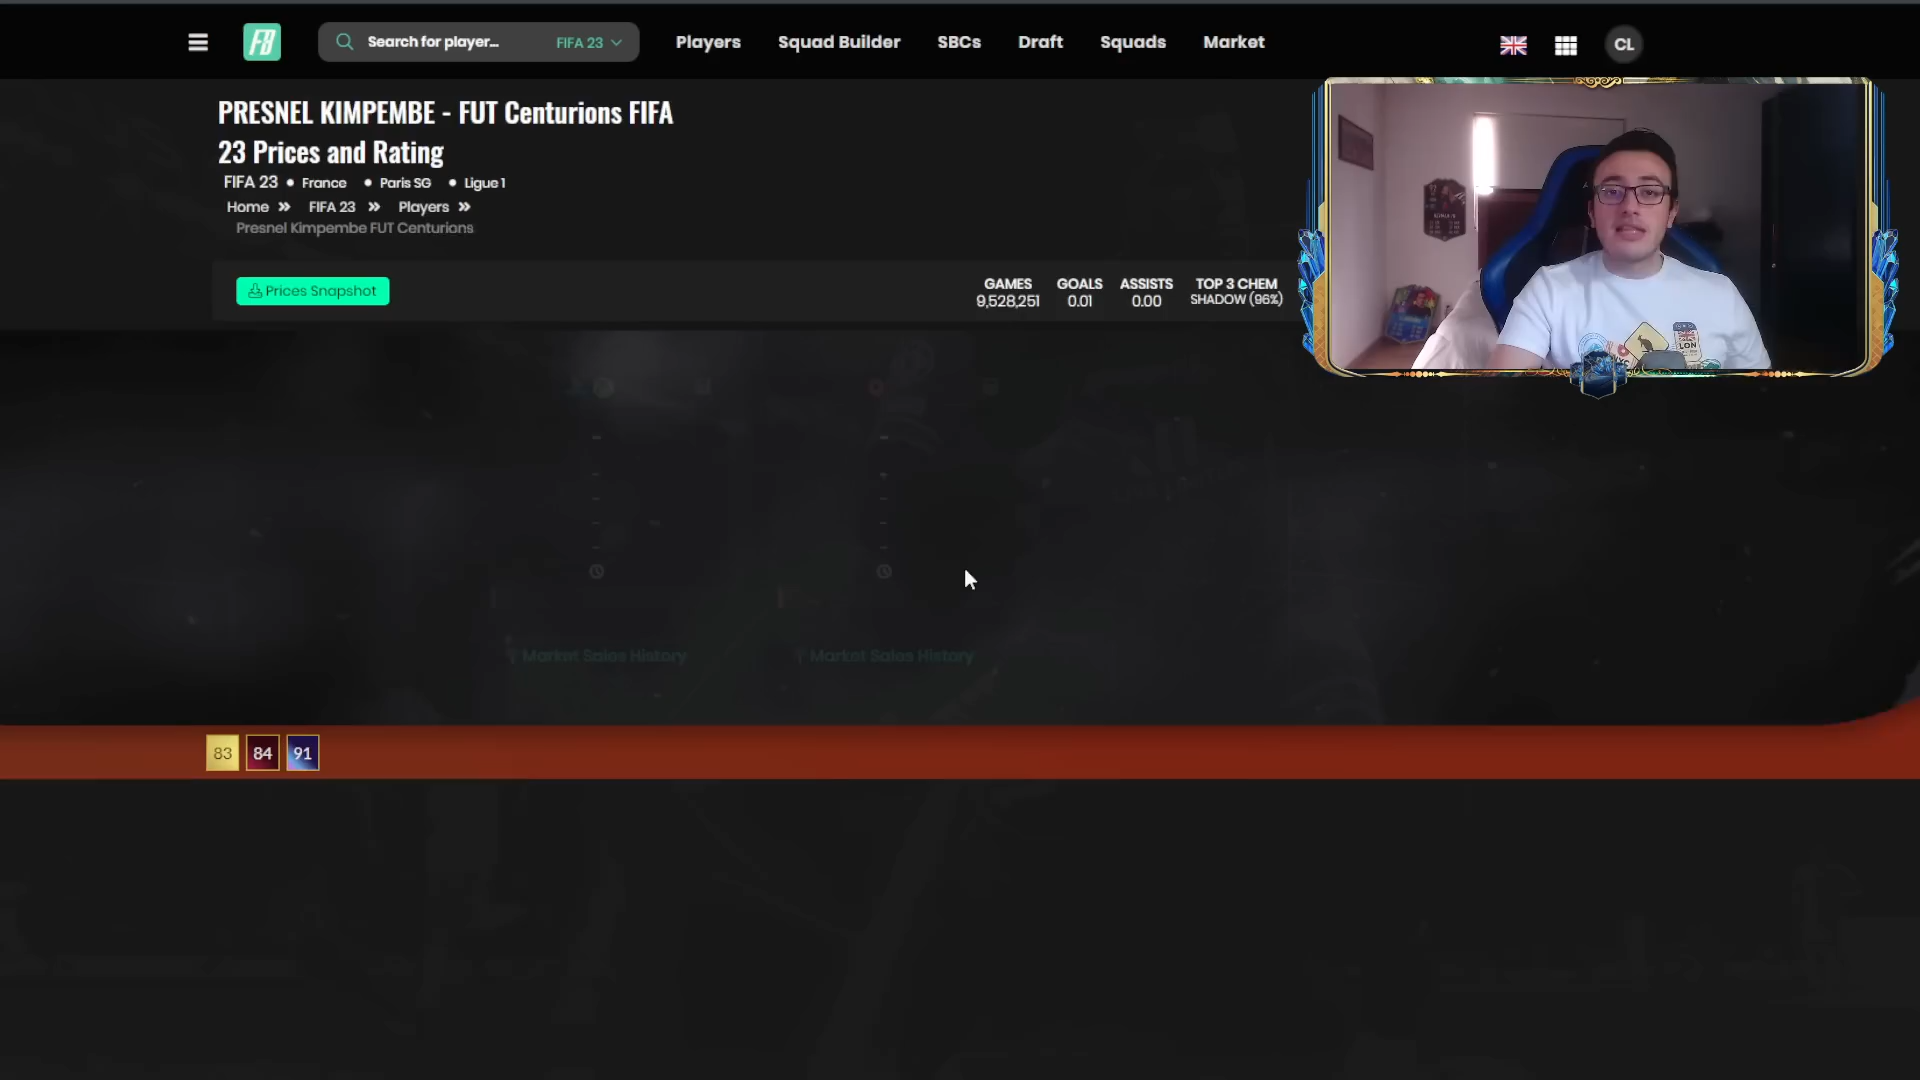 FB Search for player... FIFA 23 Players Squad Builder SBCs Draft Squads Market CL
PRESNEL KIMPEMBE - FUT Centurions FIFA
23 Prices and Rating
FIFA 23 • France • Paris SG • Ligue 1
Home » FIFA 23 » Players »
Presnel Kimpembe FUT Centurions
Prices Snapshot
GAMES GOALS ASSISTS TOP 3 CHEM
9,528,251 0.01 0.00 SHADOW (96%)
LON
Market Sales History Market Sales History
83 84 91